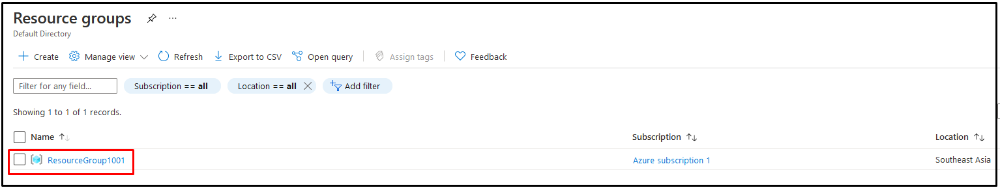 Resource groups ...
Default Directory
Create Manage view Refresh Export to CSV Open query Assign tags Feedback
Filter for any field... Subscription == all Location == all Add filter
Showing 1 to 1 of 1 records.
Name Subscription Location
ResourceGroup1001 Azure subscription 1 Southeast Asia